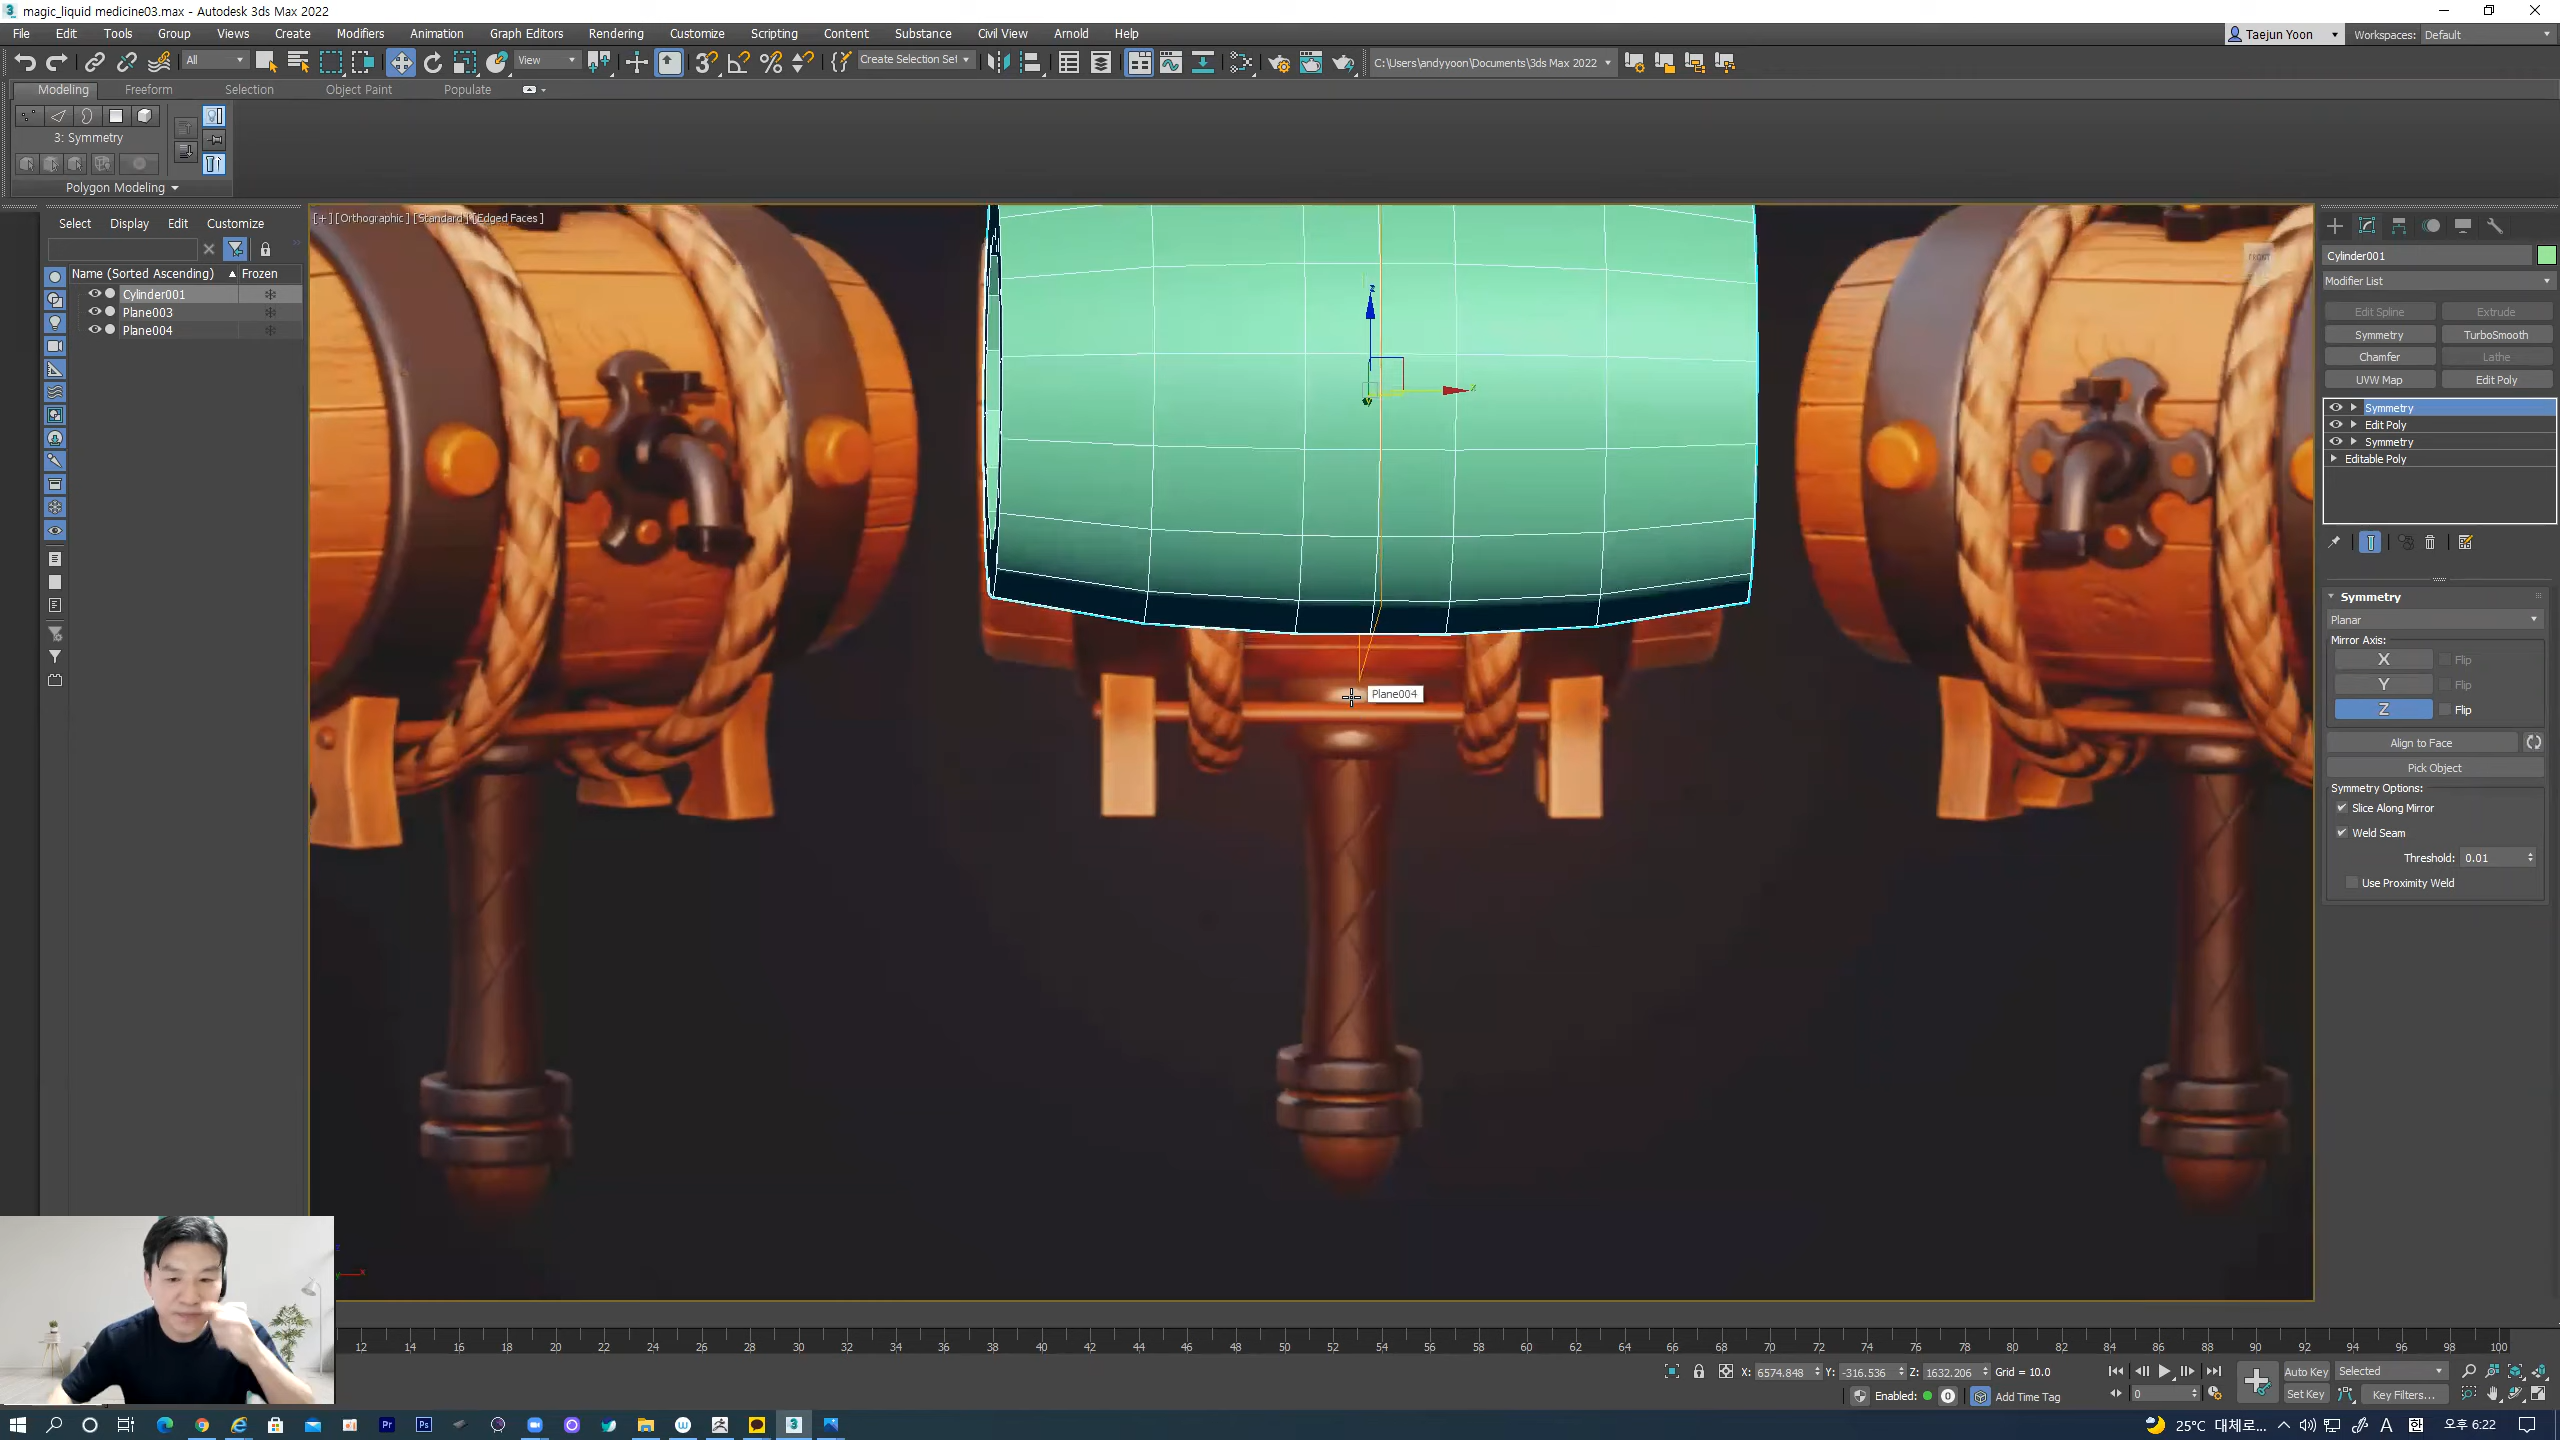 magic_liquid medicine03.max - Autodesk 3ds Max 2022
File Edit Tools Group Views Create Modifiers Animation Graph Editors Rendering Customize Scripting Content Substance Civil View Arnold Help
Taejun Yoon Workspaces: Default
All View Create Selection Set C:\Users\andyyoon\Documents\3ds Max 2022
Modeling Freeform Selection Object Paint Populate
3: Symmetry
Polygon Modeling
Select Display Edit Customize
[+] [Orthographic] [Standard] [Edged Faces]
Name (Sorted Ascending) Frozen
Cylinder001
Plane003
Plane004
FRONT
z
x
y
Plane004
Cylinder001
Modifier List
Edit Spline Extrude
Symmetry TurboSmooth
Chamfer Lathe
UVW Map Edit Poly
Symmetry
Edit Poly
Symmetry
Editable Poly
Symmetry
Planar
Mirror Axis:
X Flip
Y Flip
Z Flip
Align to Face
Pick Object
Symmetry Options:
Slice Along Mirror
Weld Seam
Threshold: 0.01
Use Proximity Weld
12 14 16 18 20 22 24 26 28 30 32 34 36 38 40 42 44 46 48 50 52 54 56 58 60 62 64 66 68 70 72 74 76 78 80 82 84 86 88 90 92 94 96 98 100
X: 6574.848 Y: -316.536 Z: 1632.206 Grid = 10.0 Auto Key Selected
Enabled: 0 Add Time Tag 0 Set Key Key Filters...
25°C 대체로... A 한 오후 6:22